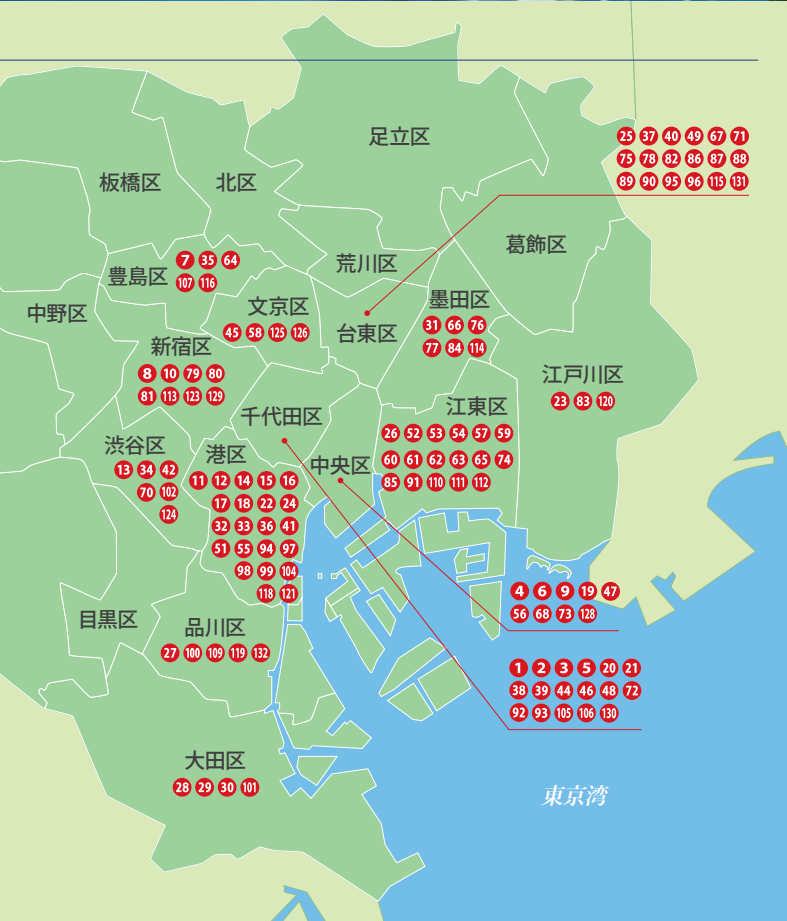 足立区
25 37 40 49 67 71
75 78 82 86 87 88
89 90 95 96 115 131
板橋区
北区
葛飾区
荒川区
豊島区
7 35 64
107 116
文京区
45 58 125 126
台東区
墨田区
31 66 76
77 84 114
中野区
新宿区
8 10 79 80
81 113 123 129
江戸川区
23 83 120
千代田区
江東区
26 52 53 54 57 59
60 61 62 63 65 74
85 91 110 111 112
渋谷区
13 34 42
70 102
124
港区
11 12 14 15 16
17 18 22 24
32 33 36 41
51 55 94 97
98 99 104
118 121
中央区
4 6 9 19 47
56 68 73 128
目黒区
品川区
27 100 109 119 132
1 2 3 5 20 21
38 39 44 46 48 72
92 93 105 106 130
大田区
28 29 30 101
東京湾